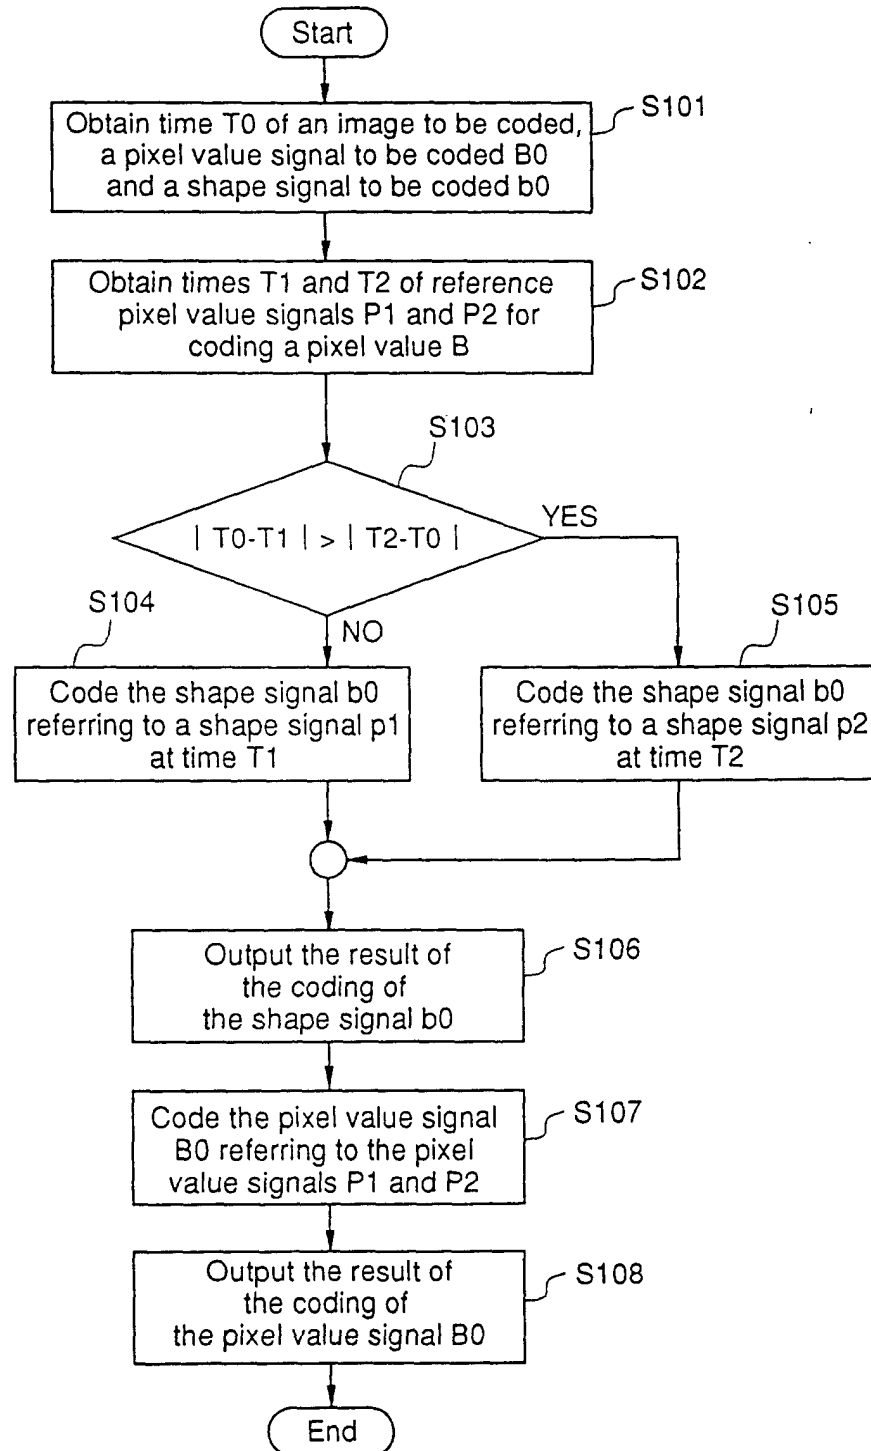 Start
S101
Obtain time T0 of an image to be coded,
a pixel value signal to be coded B0
and a shape signal to be coded b0
S102
Obtain times T1 and T2 of reference
pixel value signals P1 and P2 for
coding a pixel value B
S103
| T0-T1 | > | T2-T0 |
YES
NO
S104
Code the shape signal b0
referring to a shape signal p1
at time T1
S105
Code the shape signal b0
referring to a shape signal p2
at time T2
S106
Output the result of
the coding of
the shape signal b0
S107
Code the pixel value signal
B0 referring to the pixel
value signals P1 and P2
S108
Output the result of
the coding of
the pixel value signal B0
End